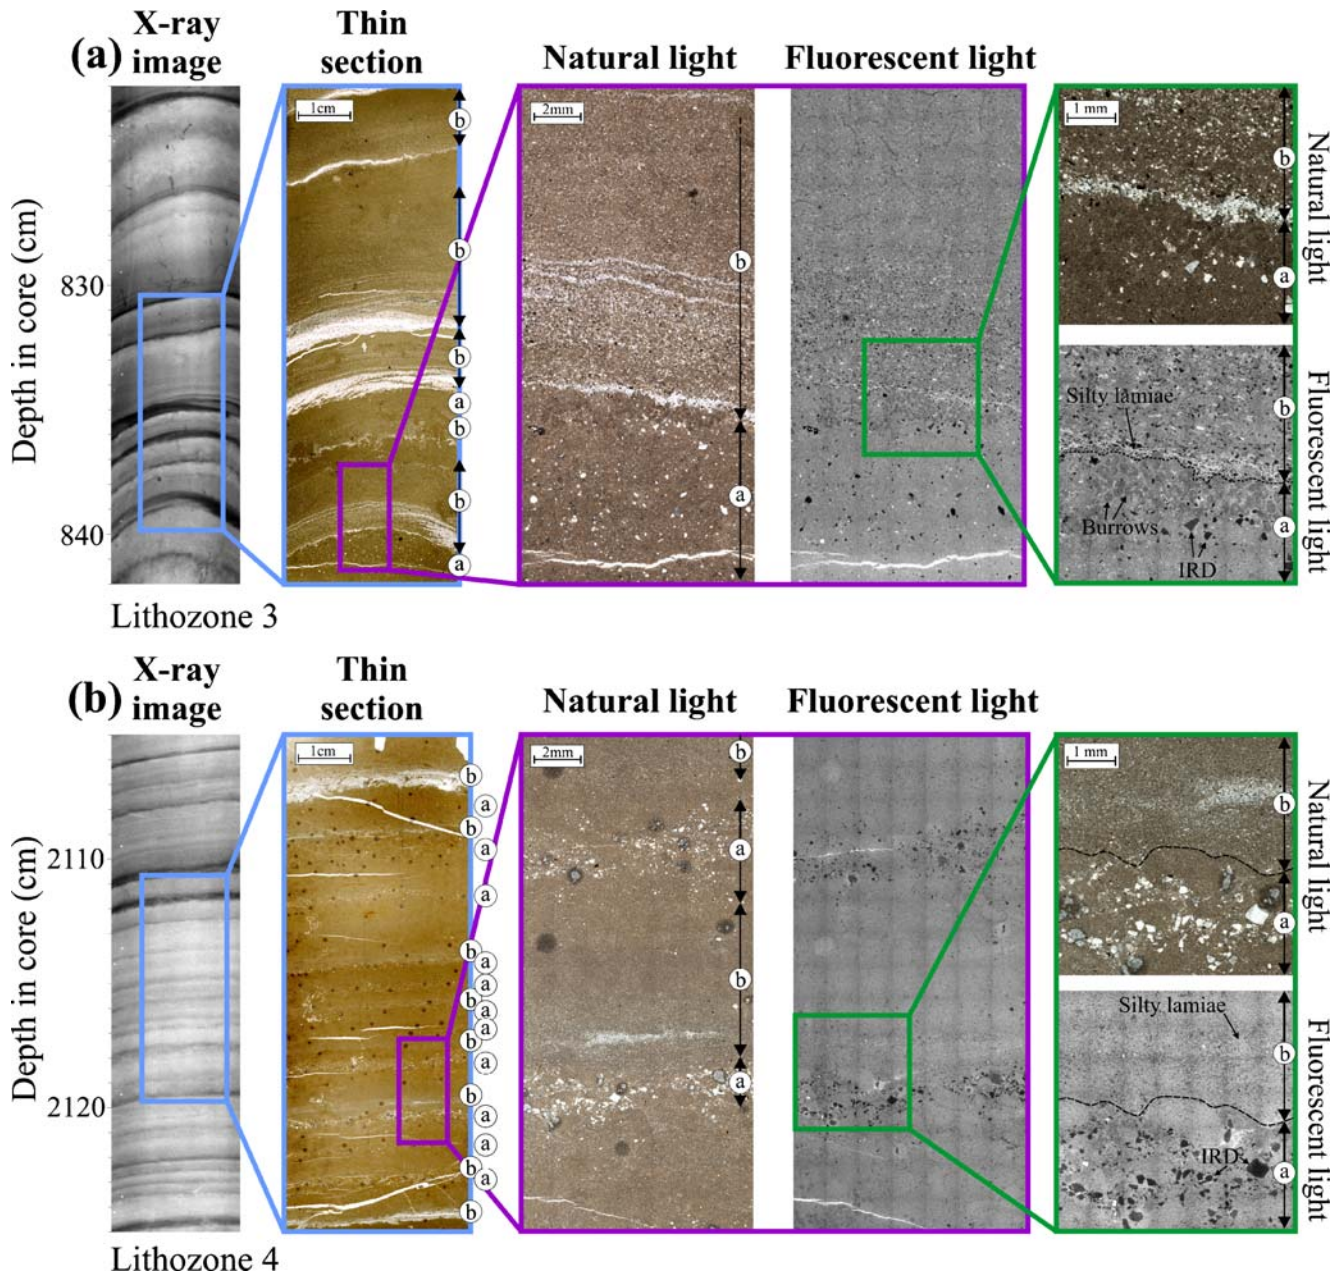 (a)
X-ray
image
Thin
section
Natural light
Fluorescent light
Depth in core (cm)
830
840
1cm
b
b
b
a
b
b
a
2mm
b
a
1 mm
b
a
Natural light
Silty lamiae
b
Burrows
a
IRD
Fluorescent light
Lithozone 3
(b)
X-ray
image
Thin
section
Natural light
Fluorescent light
Depth in core (cm)
2110
2120
1cm
b
a
b
a
a
b
a
a
b
a
a
b
a
b
a
a
b
a
b
2mm
b
a
b
a
1 mm
b
a
Natural light
Silty lamiae
b
IRD
a
Fluorescent light
Lithozone 4